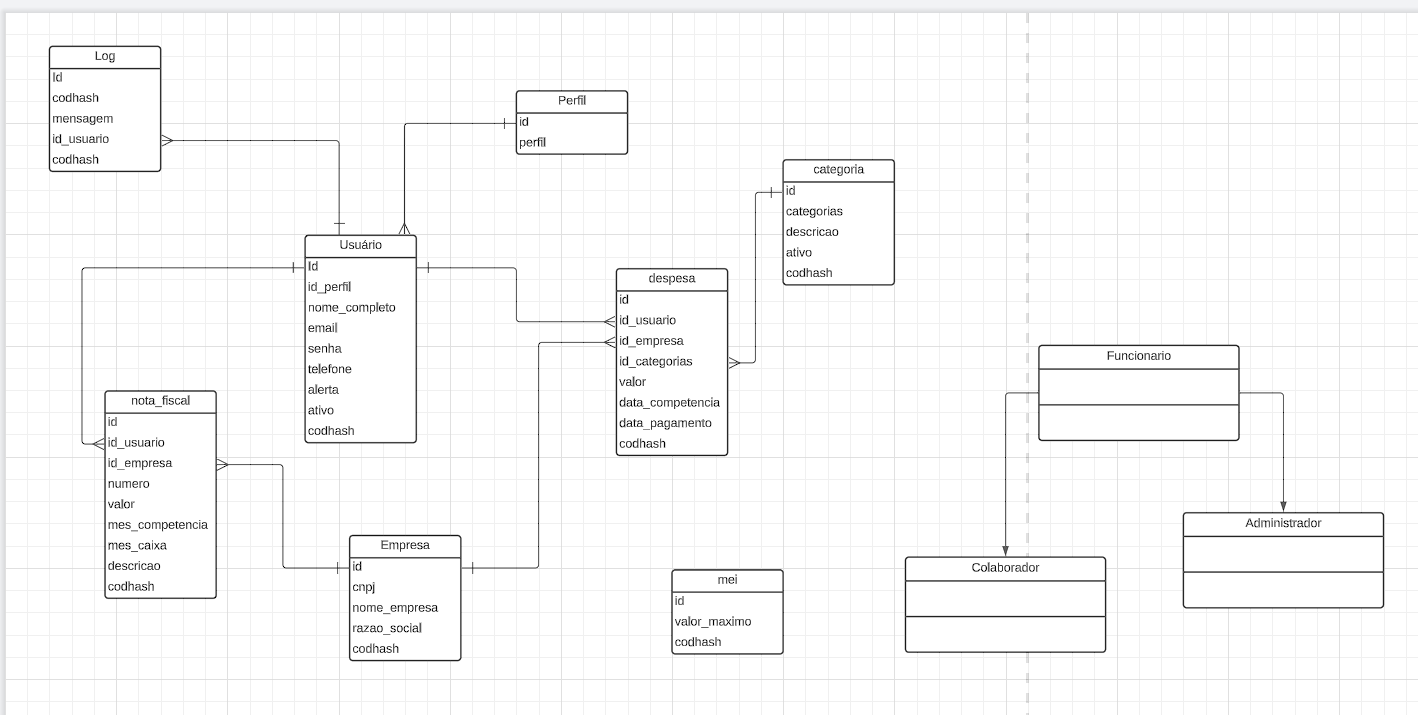 Log
Id
codhash
mensagem
id_usuario
codhash
Perfil
id
perfil
categoria
id
categorias
descricao
ativo
codhash
Usuário
Id
id_perfil
nome_completo
email
senha
telefone
alerta
ativo
codhash
despesa
id
id_usuario
id_empresa
id_categorias
valor
data_competencia
data_pagamento
codhash
nota_fiscal
id
id_usuario
id_empresa
numero
valor
mes_competencia
mes_caixa
descricao
codhash
Empresa
id
cnpj
nome_empresa
razao_social
codhash
mei
id
valor_maximo
codhash
Funcionario
Colaborador
Administrador